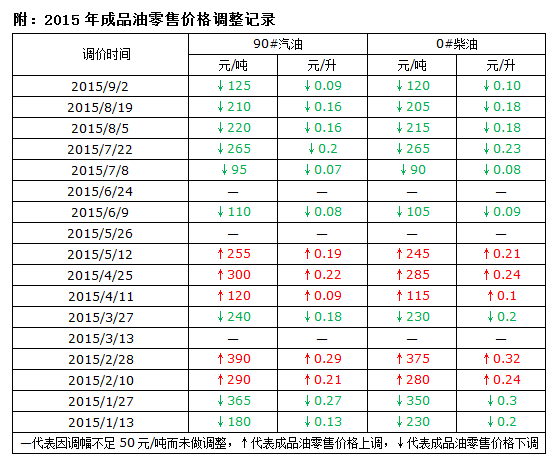 附：2015年成品油零售价格调整记录
调价时间 90#汽油 0#柴油
元/吨 元/升 元/吨 元/升
2015/9/2 ↓125 ↓0.09 ↓120 ↓0.10
2015/8/19 ↓210 ↓0.16 ↓205 ↓0.18
2015/8/5 ↓220 ↓0.16 ↓215 ↓0.18
2015/7/22 ↓265 ↓0.2 ↓265 ↓0.23
2015/7/8 ↓95 ↓0.07 ↓90 ↓0.08
2015/6/24 — — — —
2015/6/9 ↓110 ↓0.08 ↓105 ↓0.09
2015/5/26 — — — —
2015/5/12 ↑255 ↑0.19 ↑245 ↑0.21
2015/4/25 ↑300 ↑0.22 ↑285 ↑0.24
2015/4/11 ↑120 ↑0.09 ↑115 ↑0.1
2015/3/27 ↓240 ↓0.18 ↓230 ↓0.2
2015/3/13 — — — —
2015/2/28 ↑390 ↑0.29 ↑375 ↑0.32
2015/2/10 ↑290 ↑0.21 ↑280 ↑0.24
2015/1/27 ↓365 ↓0.27 ↓350 ↓0.3
2015/1/13 ↓180 ↓0.13 ↓230 ↓0.2
—代表因调幅不足50元/吨而未做调整，↑代表成品油零售价格上调，↓代表成品油零售价格下调